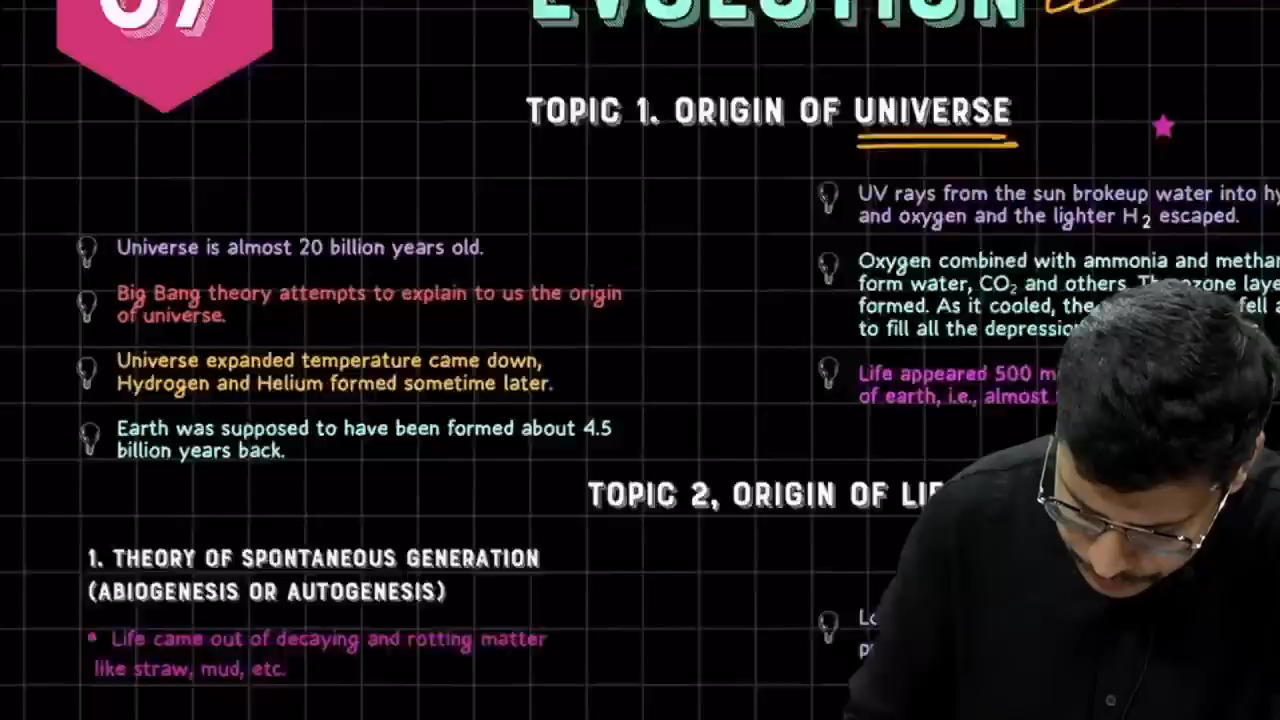 07
EVOLUTION
TOPIC 1. ORIGIN OF UNIVERSE
Universe is almost 20 billion years old.
Big Bang theory attempts to explain to us the origin
of universe.
Universe expanded temperature came down,
Hydrogen and Helium formed sometime later.
Earth was supposed to have been formed about 4.5
billion years back.
UV rays from the sun brokeup water into
and oxygen and the lighter H2 escaped.
Oxygen combined with ammonia and
form water, CO2 and others. The ozone
formed. As it cooled, the fell
to fill all the
Life appeared 500
of earth, i.e., almost
TOPIC 2, ORIGIN OF
1. THEORY OF SPONTANEOUS GENERATION
(ABIOGENESIS OR AUTOGENESIS)
• Life came out of decaying and rotting matter
like straw, mud, etc.